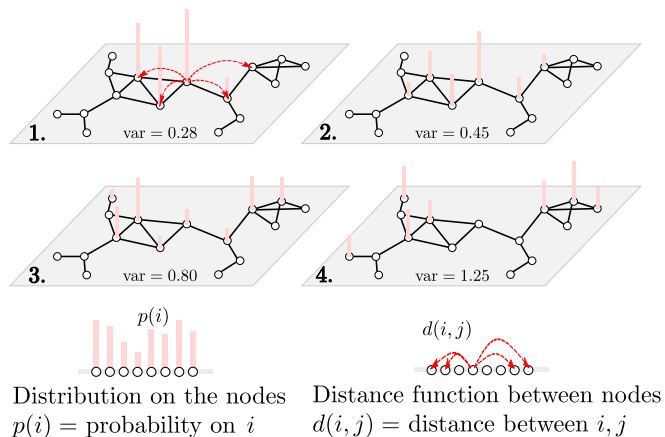 1.
var = 0.28
2.
var = 0.45
3.
var = 0.80
4.
var = 1.25
p(i)
d(i, j)
Distribution on the nodes
p(i) = probability on i
Distance function between nodes
d(i, j) = distance between i, j